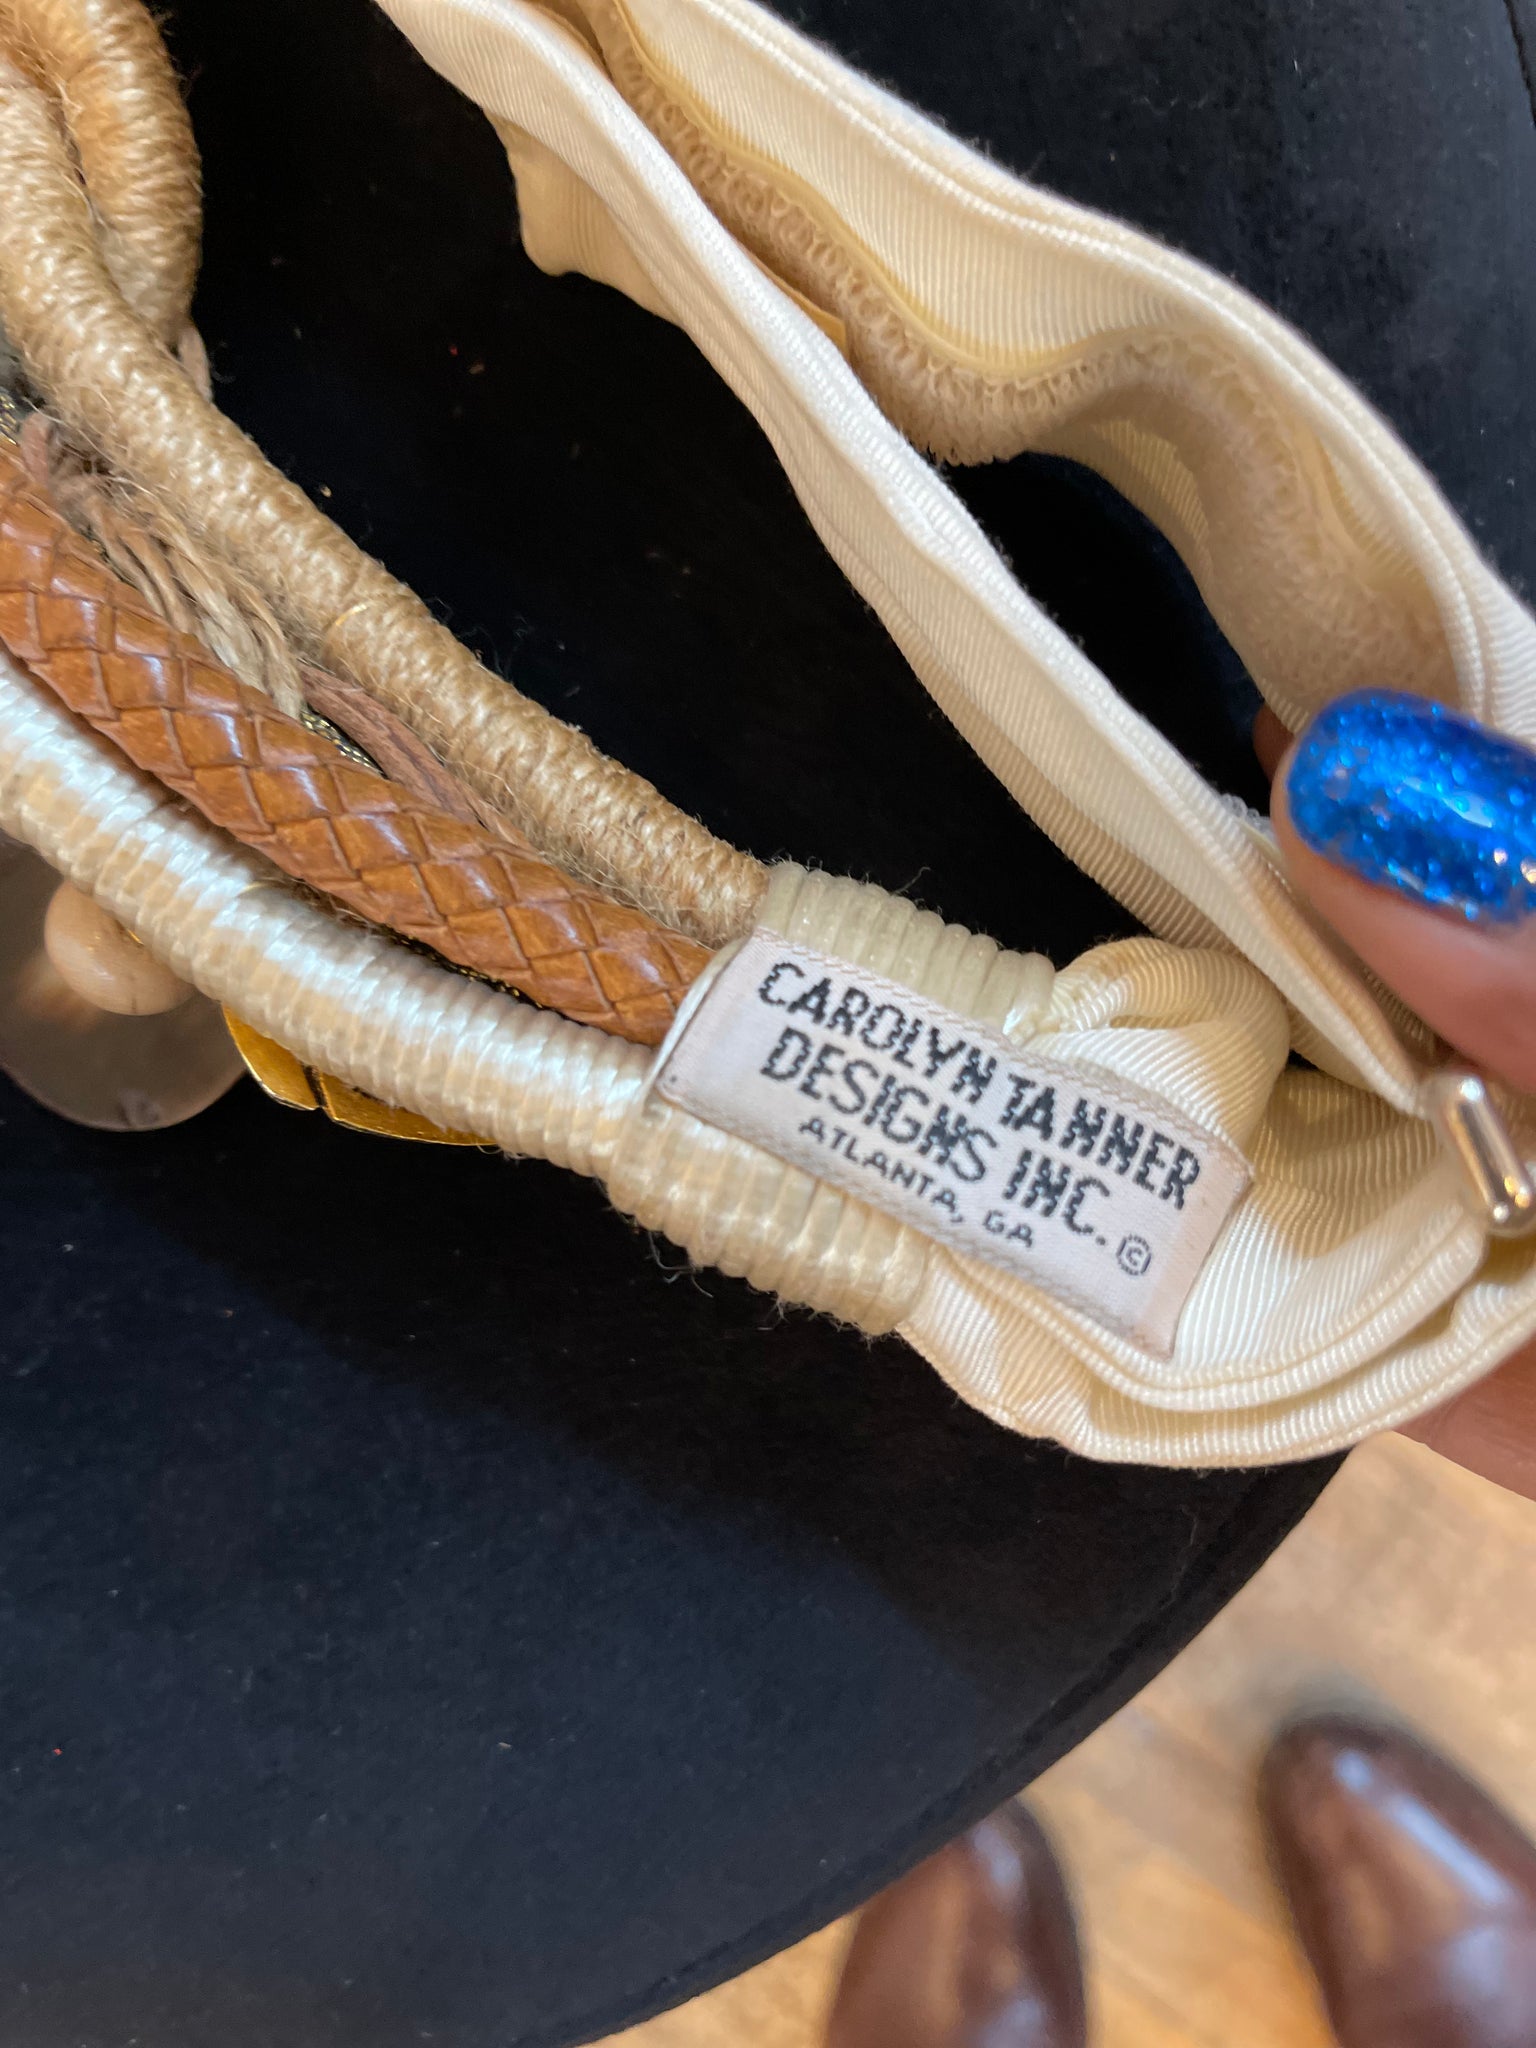 CAROLYN TANNER
DESIGNS INC. ©
ATLANTA, GA